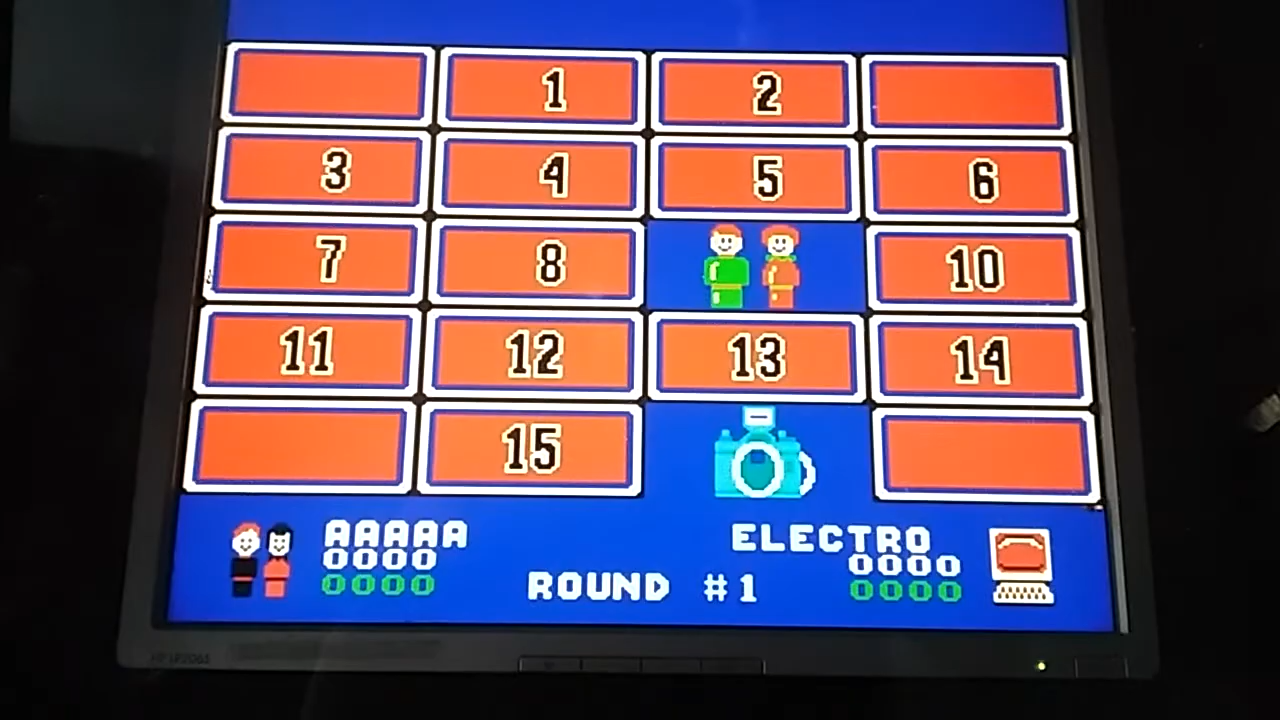 1 2
3 4 5 6
7 8 10
11 12 13 14
15
AAAAA
0000
0000
ROUND #1
ELECTRO
0000
0000